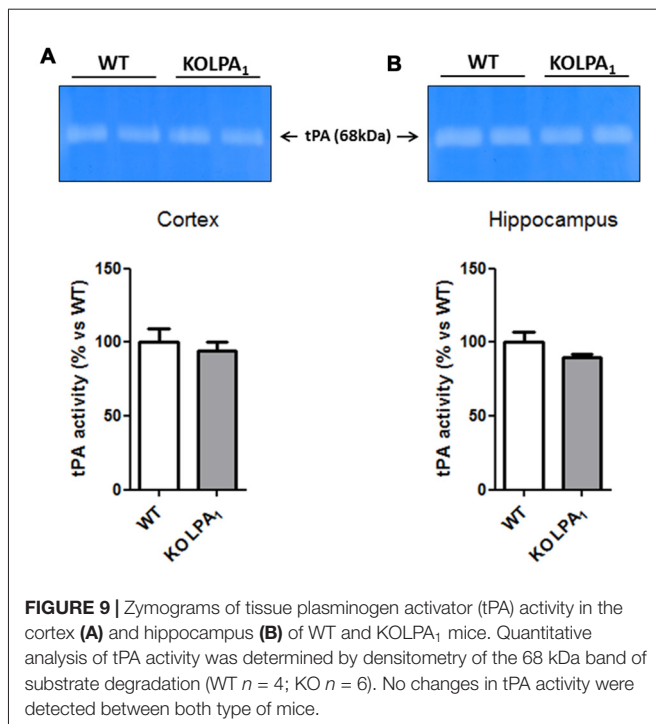 A
WT KOLPA₁
B
WT KOLPA₁
← tPA (68kDa) →
Cortex
Hippocampus
tPA activity (% vs WT)
150
100
50
0
WT
KO LPA₁
tPA activity (% vs WT)
150
100
50
0
WT
KO LPA₁
FIGURE 9 | Zymograms of tissue plasminogen activator (tPA) activity in the
cortex (A) and hippocampus (B) of WT and KOLPA₁ mice. Quantitative
analysis of tPA activity was determined by densitometry of the 68 kDa band of
substrate degradation (WT n = 4; KO n = 6). No changes in tPA activity were
detected between both type of mice.